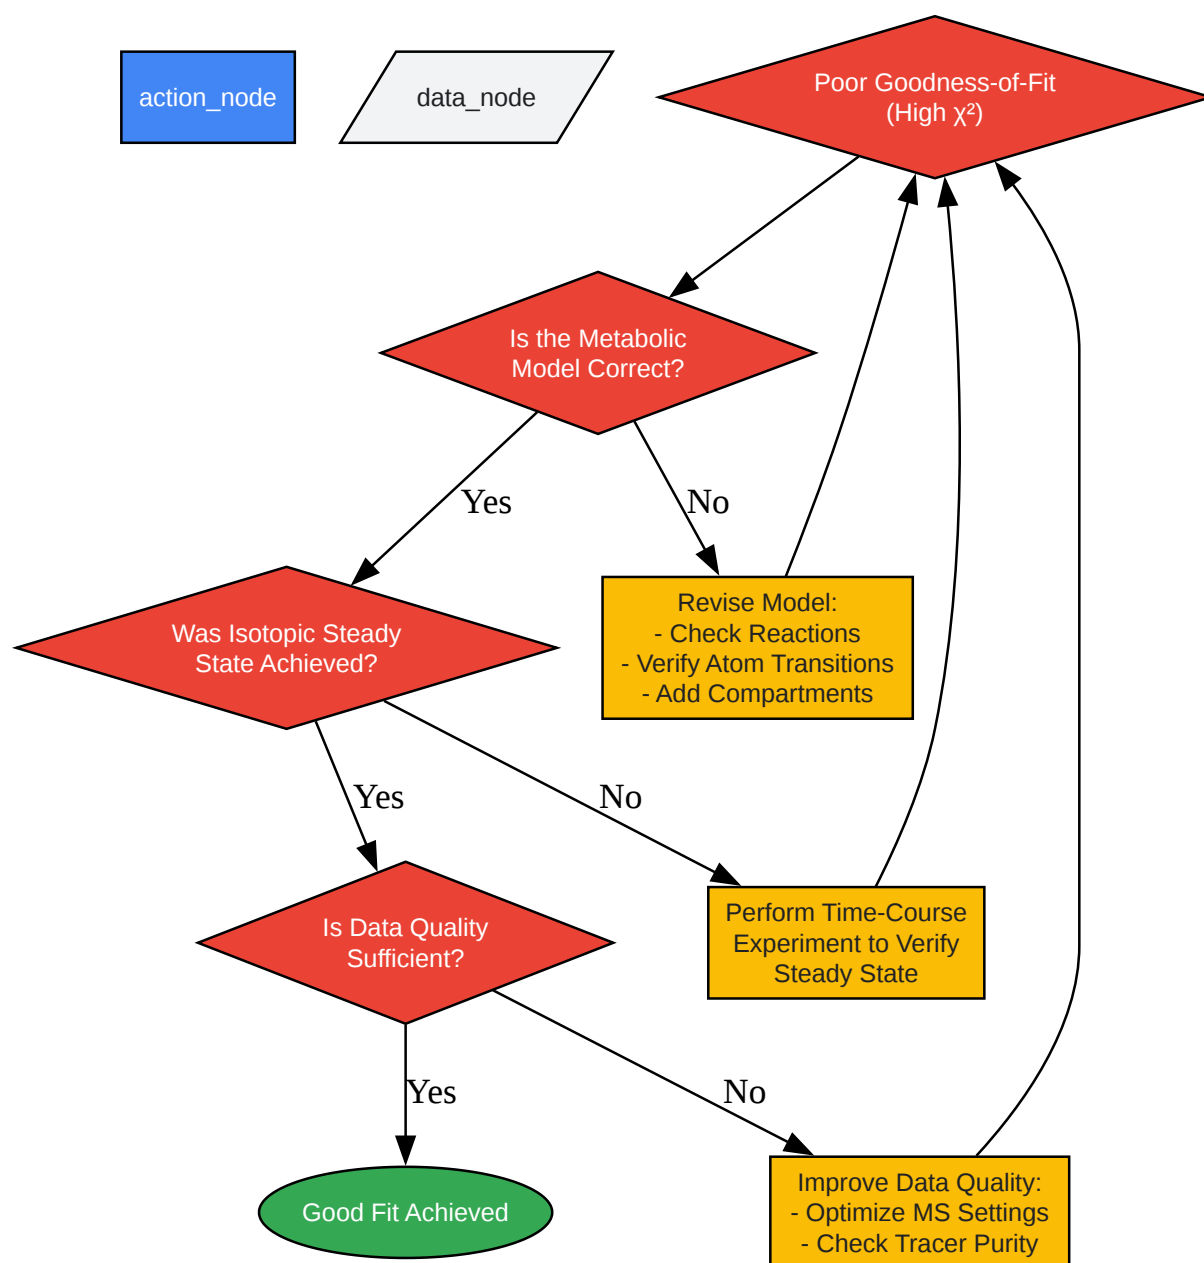 action_node
data_node
Poor Goodness-of-Fit
(High χ²)
Is the Metabolic
Model Correct?
Yes
No
Revise Model:
- Check Reactions
- Verify Atom Transitions
- Add Compartments
Was Isotopic Steady
State Achieved?
Yes
No
Perform Time-Course
Experiment to Verify
Steady State
Is Data Quality
Sufficient?
Yes
No
Good Fit Achieved
Improve Data Quality:
- Optimize MS Settings
- Check Tracer Purity